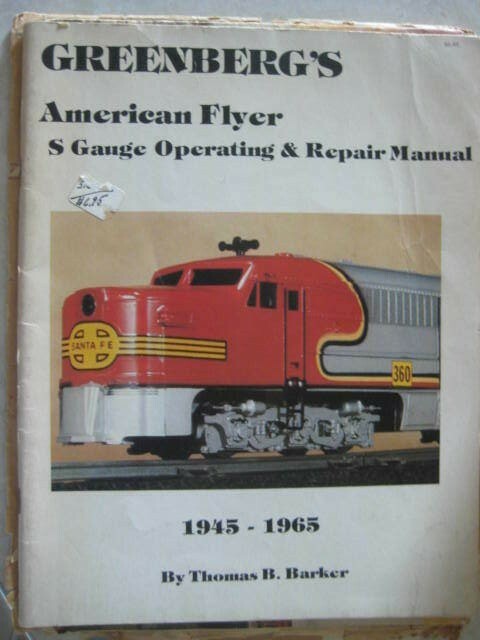 GREENBERG'S
American Flyer
S Gauge Operating & Repair Manual
SANTA FE
360
1945 - 1965
By Thomas B. Barker